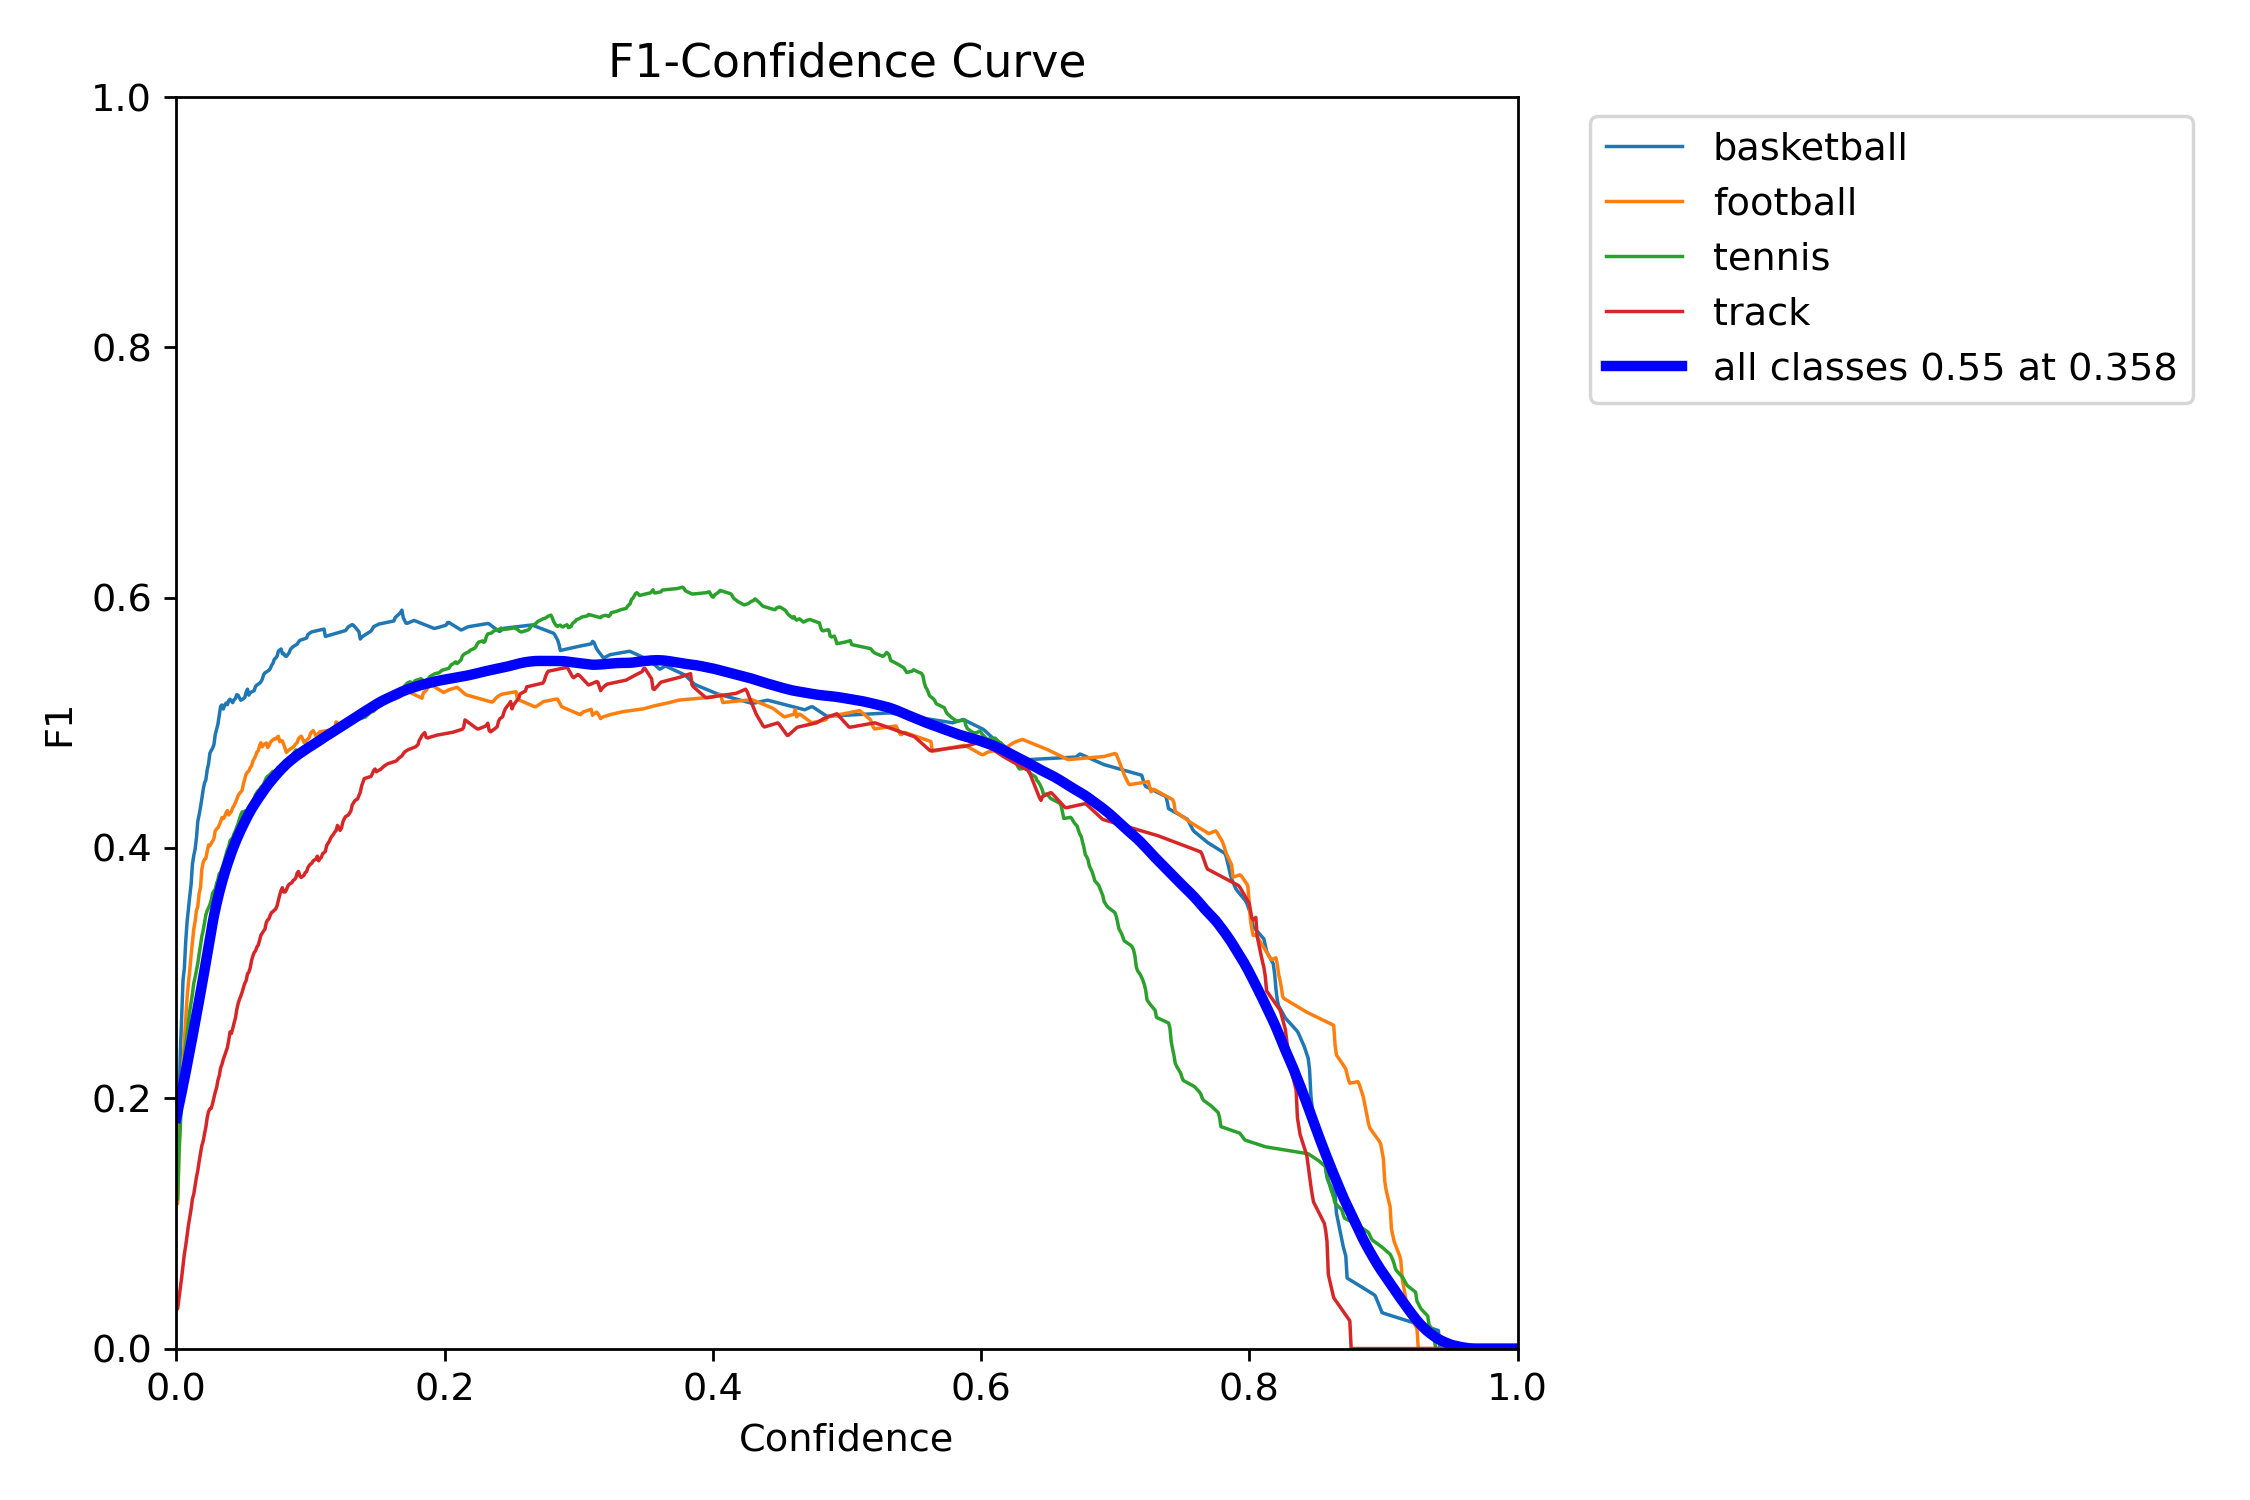 F1-Confidence Curve
1.0
0.8
0.6
0.4
0.2
0.0
F1
0.0 0.2 0.4 0.6 0.8 1.0
Confidence
basketball
football
tennis
track
all classes 0.55 at 0.358